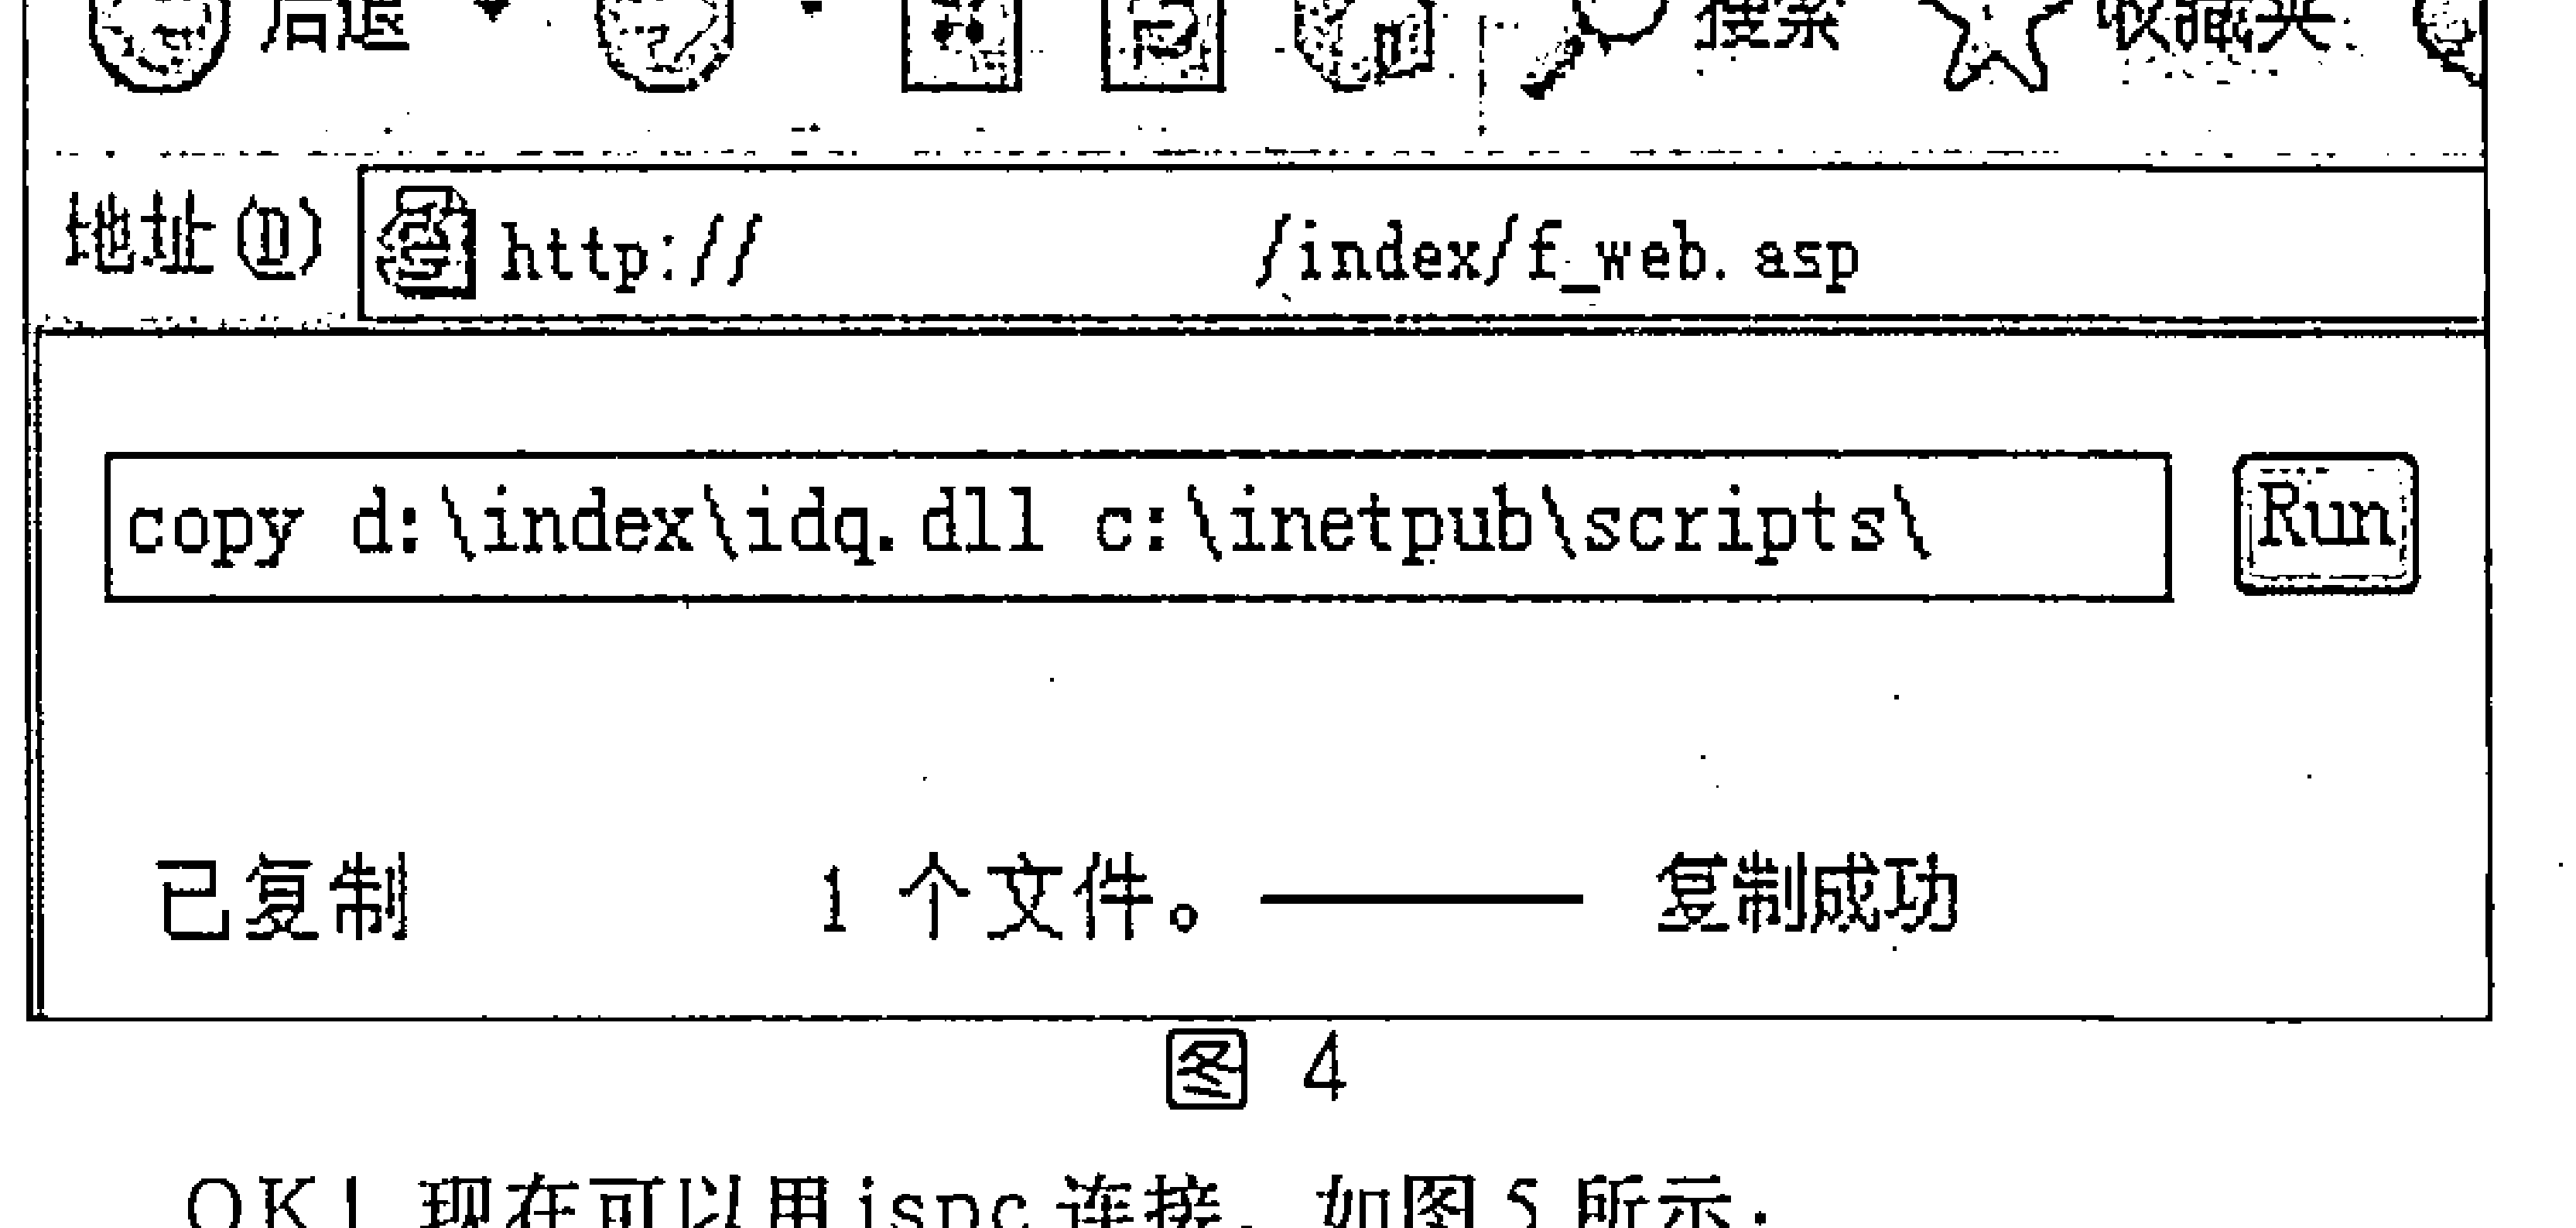 后退 搜索 收藏夹
地址(D) http:// /index/f_web.asp
copy d:\index\idq.dll c:\inetpub\scripts\ Run
已复制 1 个文件。—— 复制成功
图 4
OK! 现在可以用ispc连接，如图5所示：